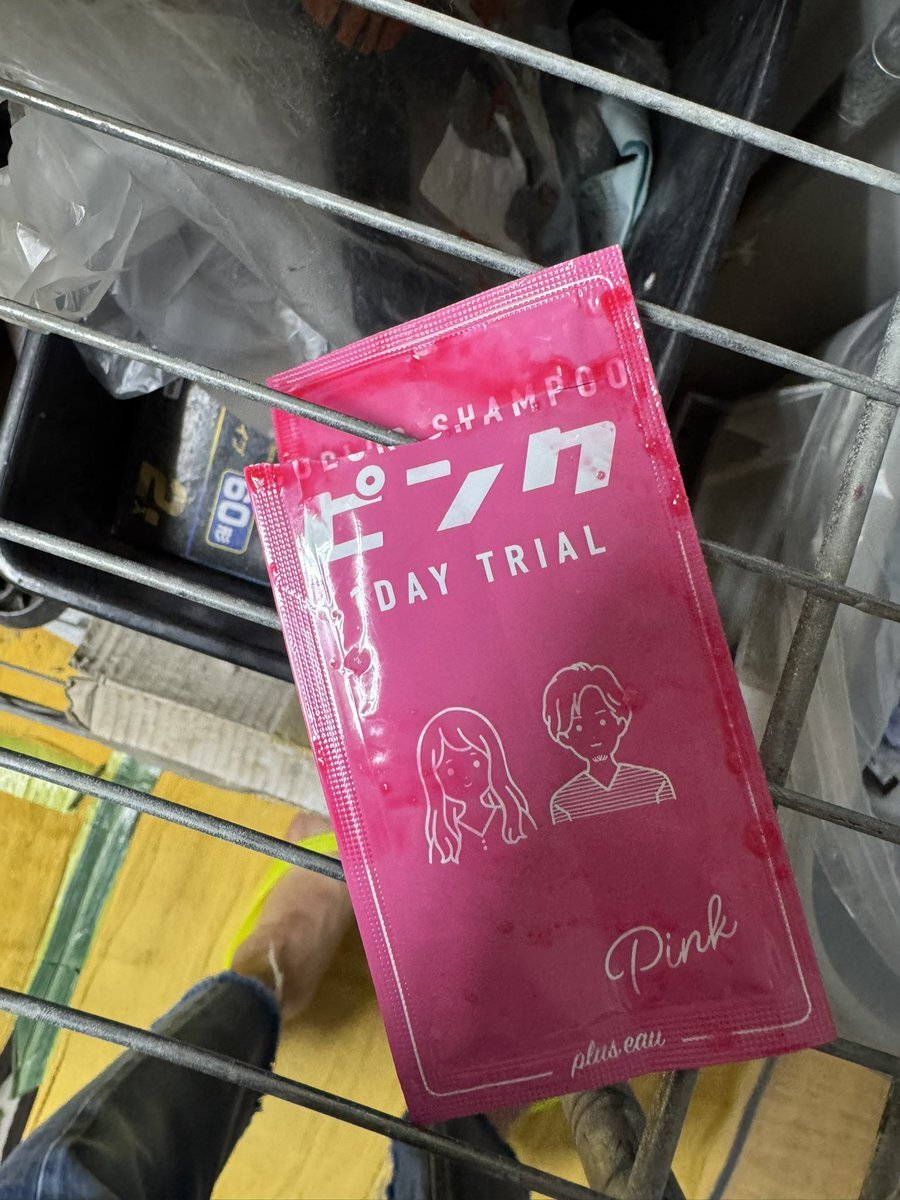 SHAMPOO
ピンク
1DAY TRIAL
Pink
plus eau